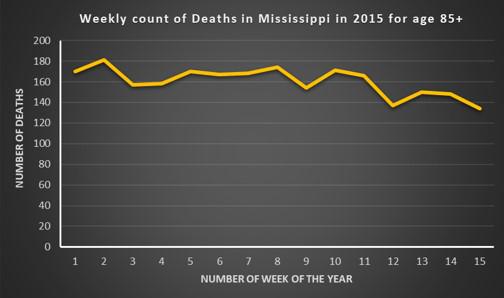 Weekly count of Deaths in Mississippi in 2015 for age 85+
200
180
160
140
120
100
80
60
40
20
0
NUMBER OF DEATHS
1 2 3 4 5 6 7 8 9 10 11 12 13 14 15
NUMBER OF WEEK OF THE YEAR